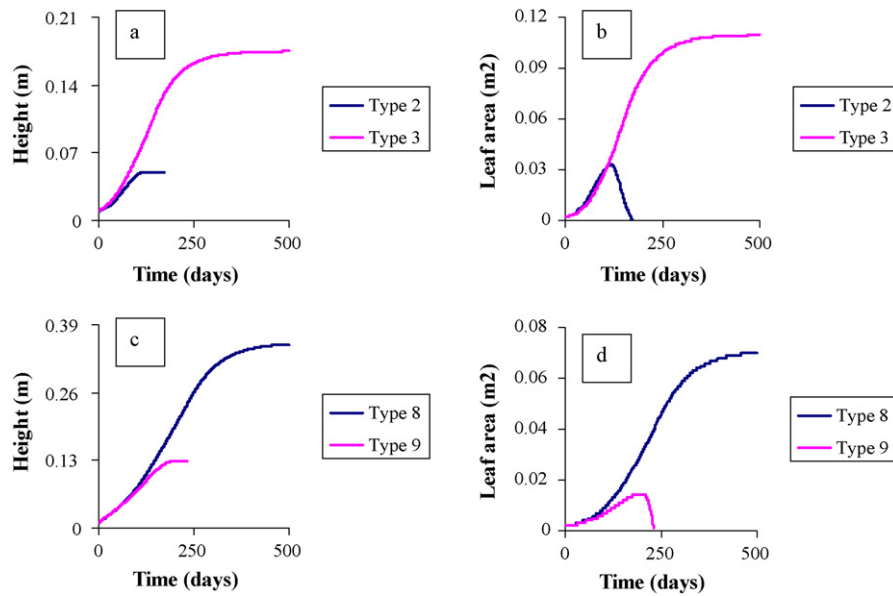 a
Height (m)
0.21
0.14
0.07
0
0
250
500
Time (days)
Type 2
Type 3
b
Leaf area (m2)
0.12
0.09
0.06
0.03
0
0
250
500
Time (days)
Type 2
Type 3
c
Height (m)
0.39
0.26
0.13
0
0
250
500
Time (days)
Type 8
Type 9
d
Leaf area (m2)
0.08
0.06
0.04
0.02
0
0
250
500
Time (days)
Type 8
Type 9